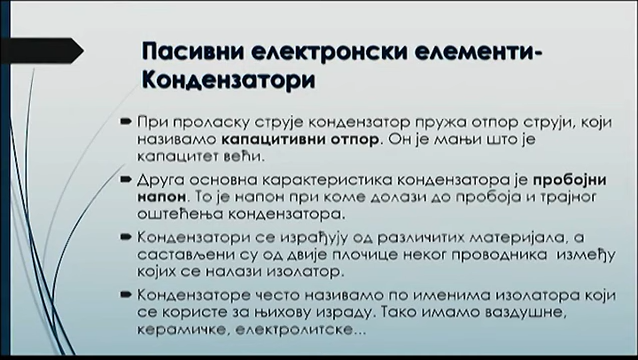 Пасивни електронски елементи-
Кондензатори
При проласку струје кондензатор пружа отпор струји, који
називамо капацитивни отпор. Он је мањи што је
капацитет већи.
Друга основна карактеристика кондензатора је пробојни
напон. То је напон при коме долази до пробоја и трајног
оштећења кондензатора.
Кондензатори се израђују од различитих материјала, а
састављени су од двије плочице неког проводника између
којих се налази изолатор.
Кондензаторе често називамо по именима изолатора који
се користе за њихову израду. Тако имамо ваздушне,
керамичке, електролитске...